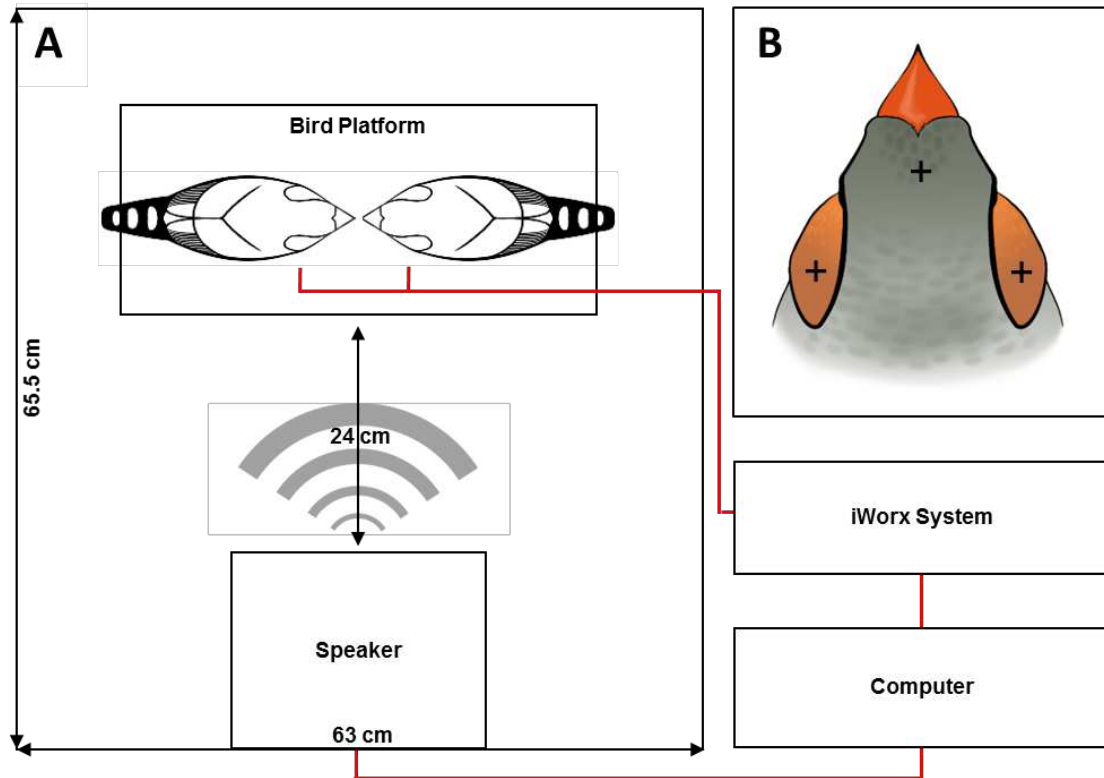 A
Bird Platform
65.5 cm
24 cm
Speaker
63 cm
B
+
+ +
iWorx System
Computer